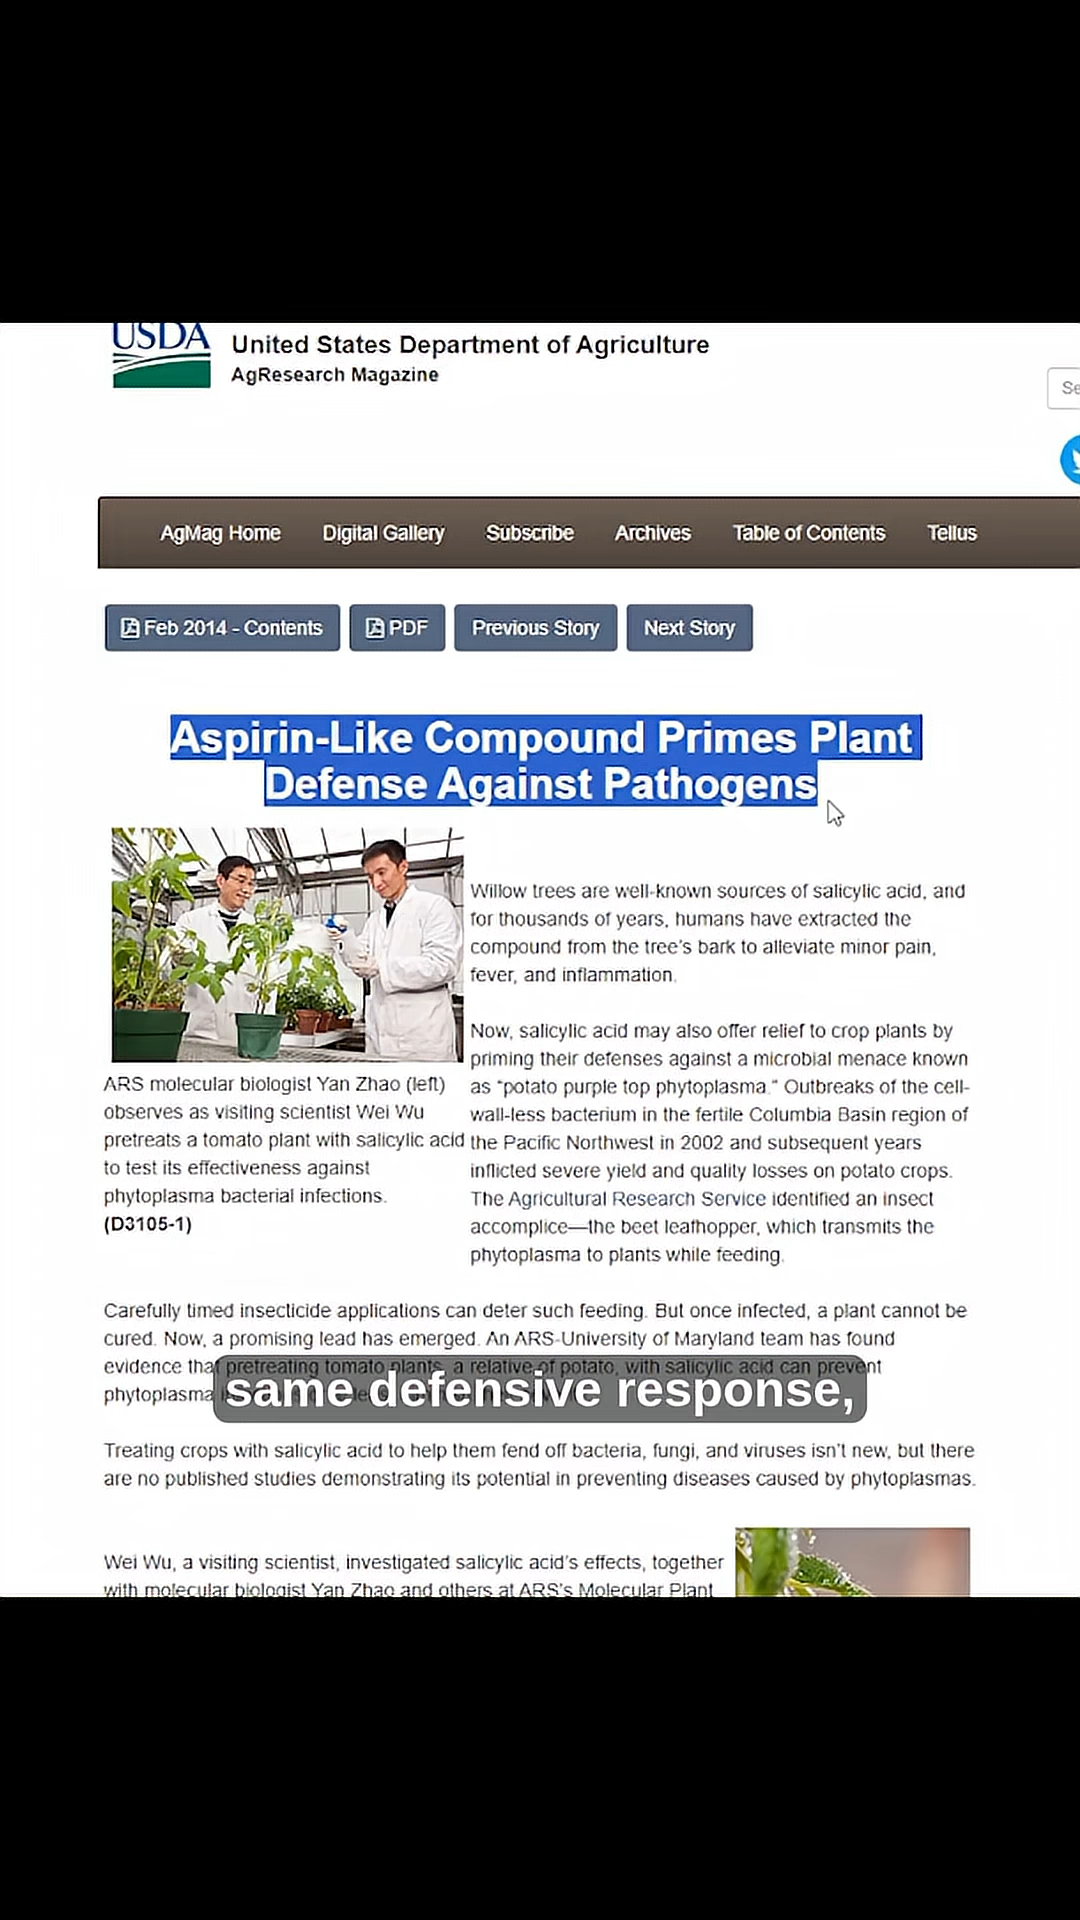 USDA
United States Department of Agriculture
AgResearch Magazine
Se
AgMag Home Digital Gallery Subscribe Archives Table of Contents Tellus
Feb 2014 - Contents PDF Previous Story Next Story
Aspirin-Like Compound Primes Plant
Defense Against Pathogens
Willow trees are well-known sources of salicylic acid, and
for thousands of years, humans have extracted the
compound from the tree's bark to alleviate minor pain,
fever, and inflammation.
Now, salicylic acid may also offer relief to crop plants by
priming their defenses against a microbial menace known
as “potato purple top phytoplasma.” Outbreaks of the cell-
wall-less bacterium in the fertile Columbia Basin region of
the Pacific Northwest in 2002 and subsequent years
inflicted severe yield and quality losses on potato crops.
The Agricultural Research Service identified an insect
accomplice—the beet leafhopper, which transmits the
phytoplasma to plants while feeding.
ARS molecular biologist Yan Zhao (left)
observes as visiting scientist Wei Wu
pretreats a tomato plant with salicylic acid
to test its effectiveness against
phytoplasma bacterial infections.
(D3105-1)
Carefully timed insecticide applications can deter such feeding. But once infected, a plant cannot be
cured. Now, a promising lead has emerged. An ARS-University of Maryland team has found
evidence that pretreating tomato plants, a relative of potato, with salicylic acid can prevent
phytoplasma
same defensive response,
Treating crops with salicylic acid to help them fend off bacteria, fungi, and viruses isn't new, but there
are no published studies demonstrating its potential in preventing diseases caused by phytoplasmas.
Wei Wu, a visiting scientist, investigated salicylic acid's effects, together
with molecular biologist Yan Zhao and others at ARS's Molecular Plant